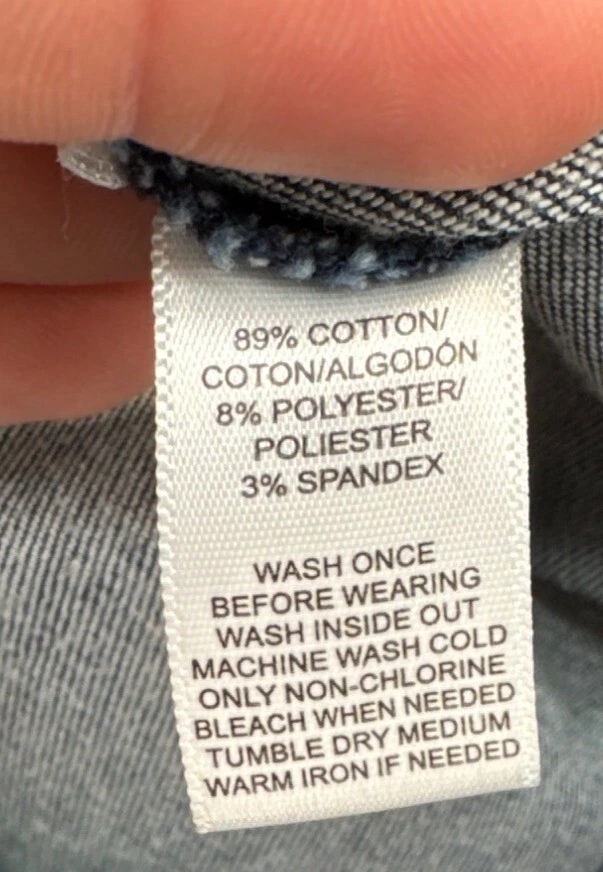 89% COTTON/
COTON/ALGODÓN
8% POLYESTER/
POLIESTER
3% SPANDEX
WASH ONCE
BEFORE WEARING
WASH INSIDE OUT
MACHINE WASH COLD
ONLY NON-CHLORINE
BLEACH WHEN NEEDED
TUMBLE DRY MEDIUM
WARM IRON IF NEEDED